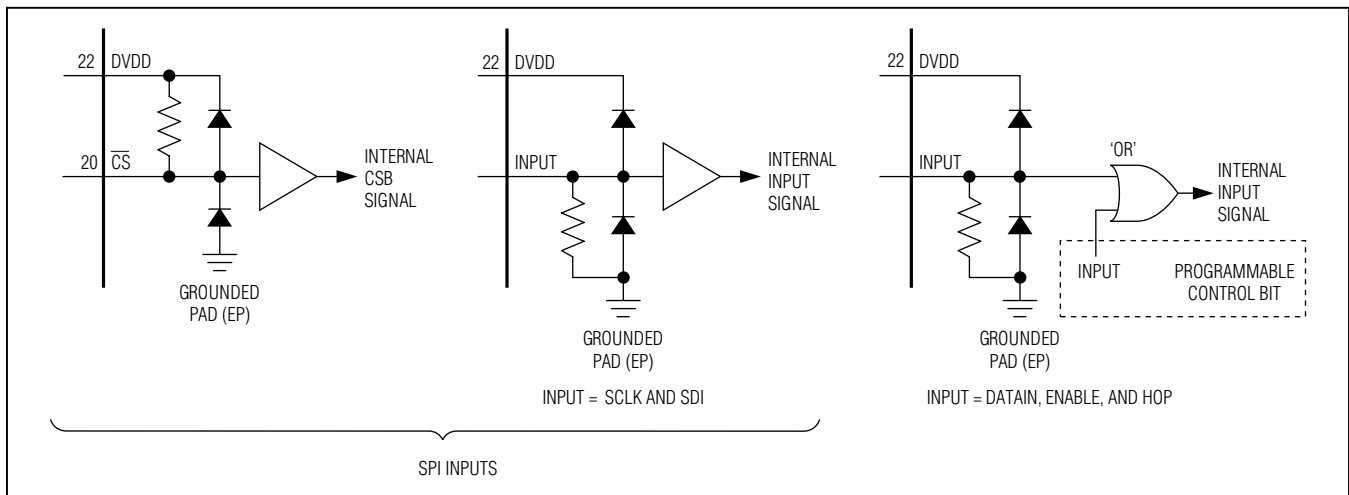 22 DVDD
20 C̅S̅
INTERNAL
CSB
SIGNAL
GROUNDED
PAD (EP)
22 DVDD
INPUT
INTERNAL
INPUT
SIGNAL
GROUNDED
PAD (EP)
INPUT = SCLK AND SDI
22 DVDD
INPUT
'OR'
INTERNAL
INPUT
SIGNAL
INPUT
PROGRAMMABLE
CONTROL BIT
GROUNDED
PAD (EP)
INPUT = DATAIN, ENABLE, AND HOP
SPI INPUTS